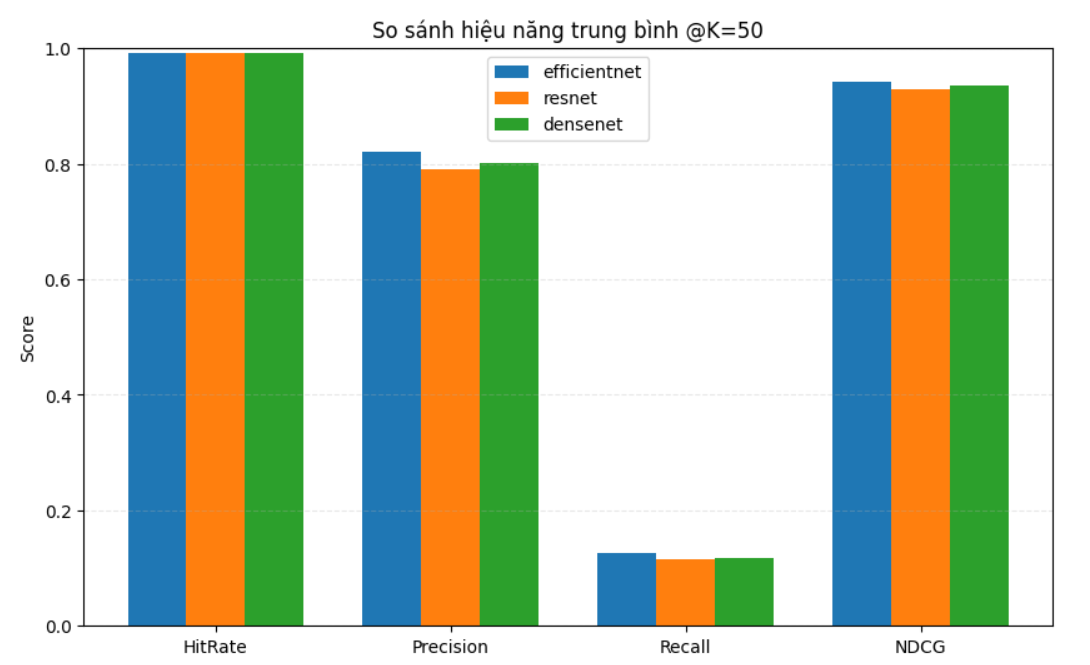 So sánh hiệu năng trung bình @K=50
1.0
0.8
0.6
0.4
0.2
0.0
Score
efficientnet
resnet
densenet
HitRate
Precision
Recall
NDCG